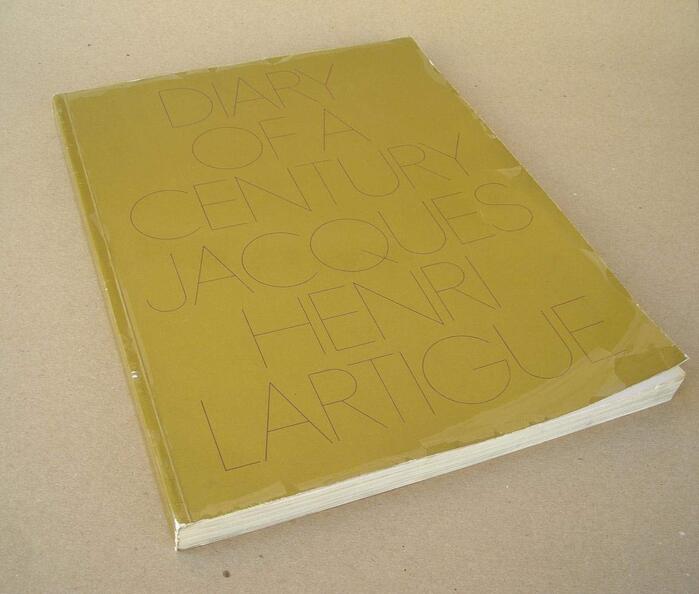 DIARY
OF A
CENTURY
JACQUES
HENRI
LARTIGUE